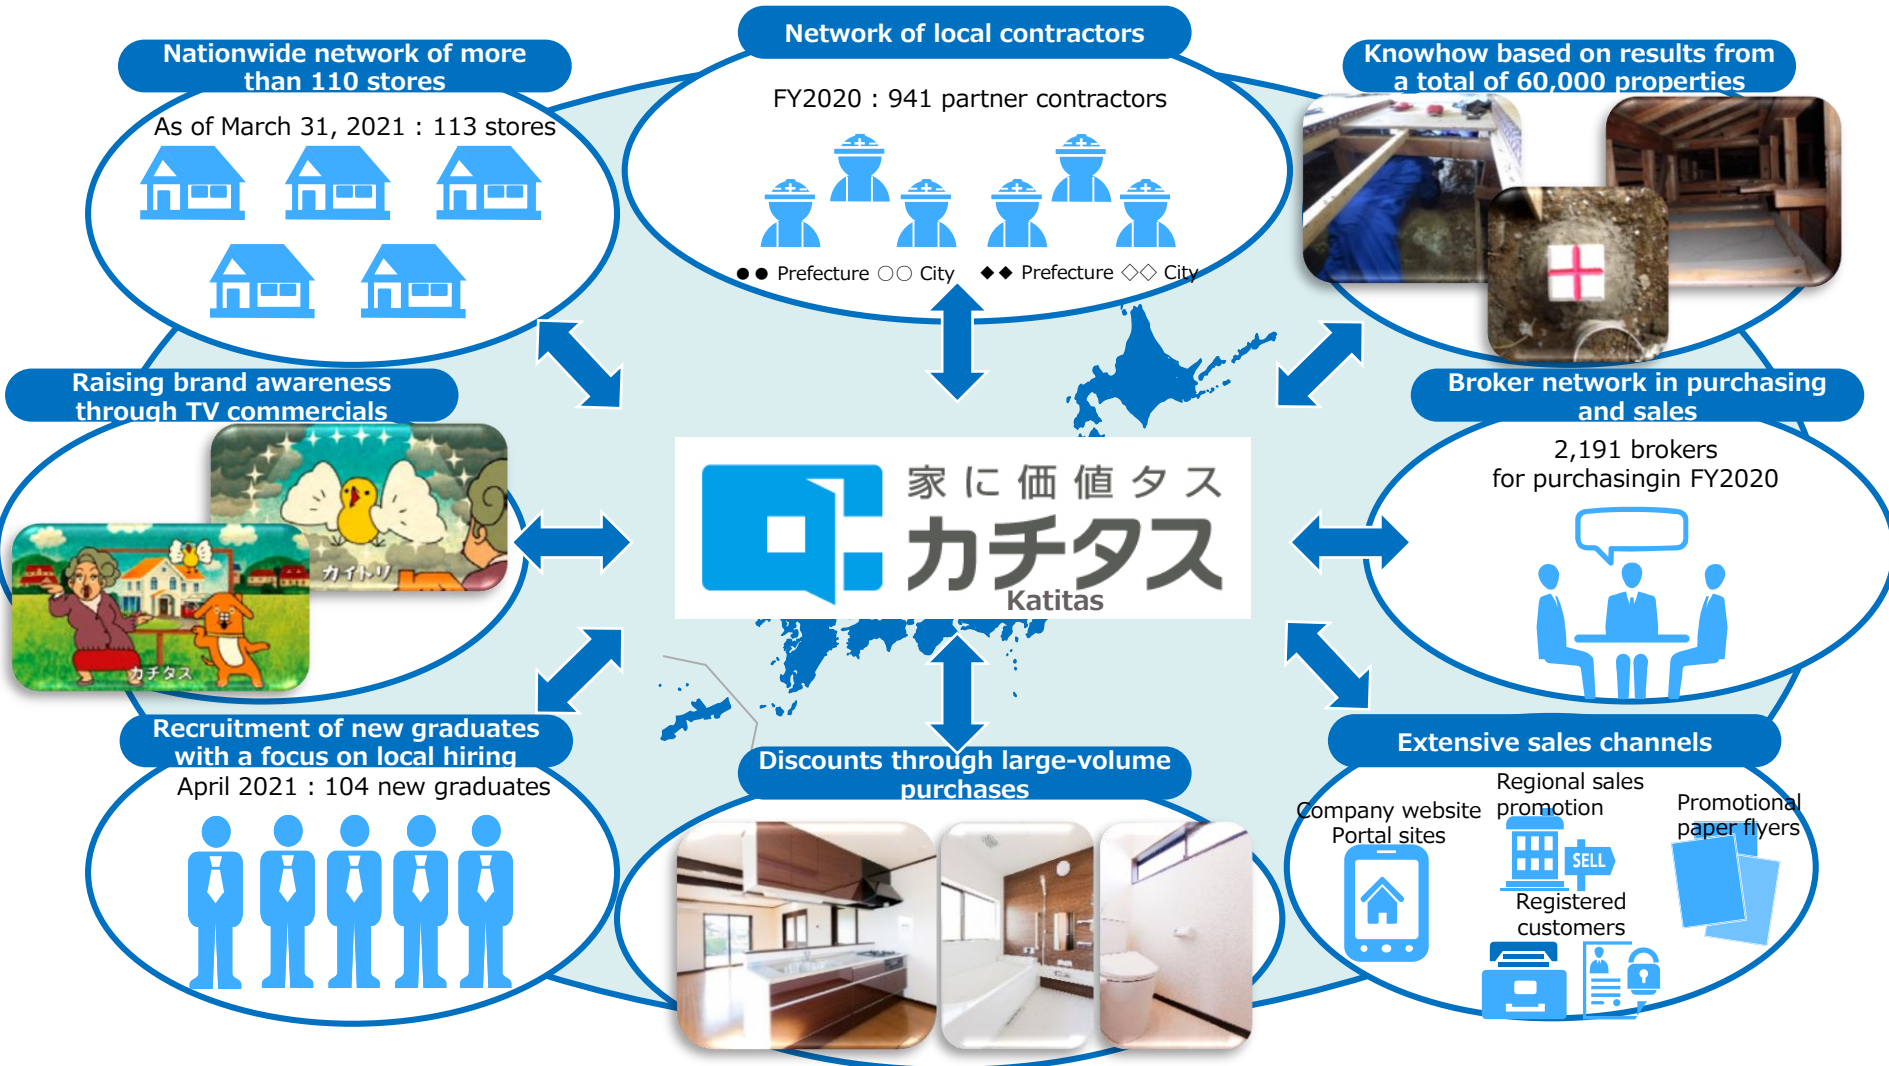 Network of local contractors
FY2020 : 941 partner contractors
●● Prefecture ○○ City
◆◆ Prefecture ◇◇ City
Nationwide network of more
than 110 stores
As of March 31, 2021 : 113 stores
Knowhow based on results from
a total of 60,000 properties
Raising brand awareness
through TV commercials
カイトリ
カチタス
家に価値タス
カチタス
Katitas
Broker network in purchasing
and sales
2,191 brokers
for purchasingin FY2020
Recruitment of new graduates
with a focus on local hiring
April 2021 : 104 new graduates
Discounts through large-volume
purchases
Extensive sales channels
Company website
Portal sites
Regional sales
promotion
SELL
Promotional
paper flyers
Registered
customers